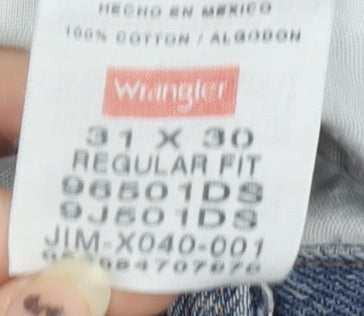 HECHO EN MEXICO
100% COTTON / ALGODON
Wrangler
31 X 30
REGULAR FIT
96501DS
9J501DS
JIM-X040-001